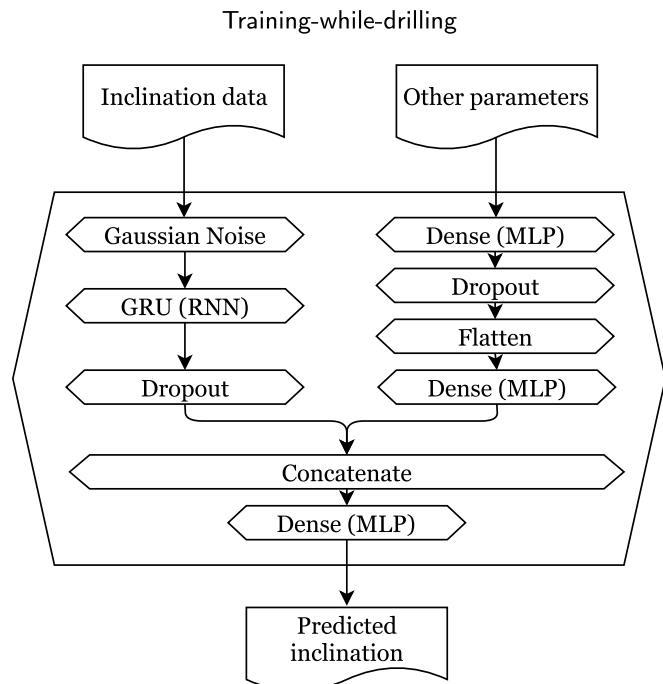 Training-while-drilling
Inclination data
Other parameters
Gaussian Noise
GRU (RNN)
Dropout
Dense (MLP)
Dropout
Flatten
Dense (MLP)
Concatenate
Dense (MLP)
Predicted
inclination